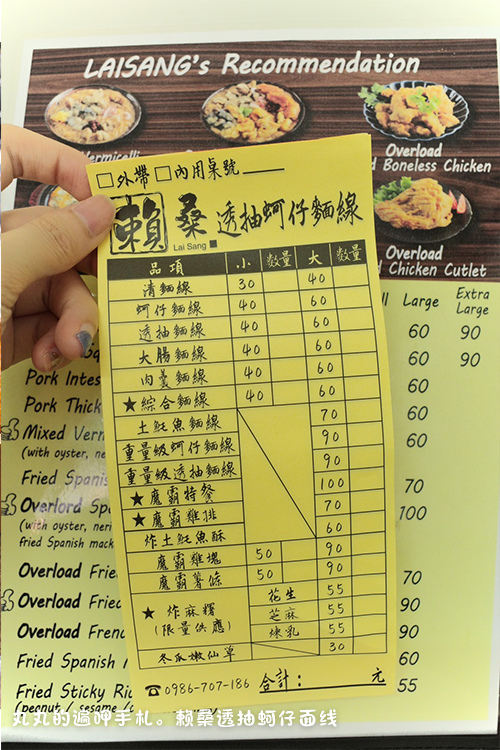 LAISANG's Recommendation
Vermicelli
Overload
Boneless Chicken
Overload
Chicken Cutlet
□外帶 □內用桌號
賴桑 透抽蚵仔麵線
Lai Sang
品項 小 数量 大 数量
清麵線 30 40
蚵仔麵線 40 60
透抽麵線 40 60
大腸麵線 40 60
肉羹麵線 40 60
★綜合麵線 40 60
土魠魚麵線 70
重量級蚵仔麵線 90
重量級透抽麵線 90
★魔霸特餐 100
★魔霸雞排 70
炸土魠魚酥 60
魔霸雞塊 50 90
魔霸薯條 50 90
★炸麻糬 花生 55
(限量供應) 芝麻 55
煉乳 55
冬瓜嫩仙草 30
☎0986-707-186 合計: 元
Large Extra Large
60 90
60 90
Pork Intes 60
Pork Thick 60
Mixed Verm 60
(with oyster, ner
Fried Spanis 70
Overlord Spe 100
(with oyster, neri
fried Spanish mack
Overload Fried 70
Overload Fried 90
Overload Frenc 90
Fried Spanish 60
Fried Sticky Ric 55
(peanut / sesame /
丸丸的遍呷手札。赖桑透抽蚵仔面线